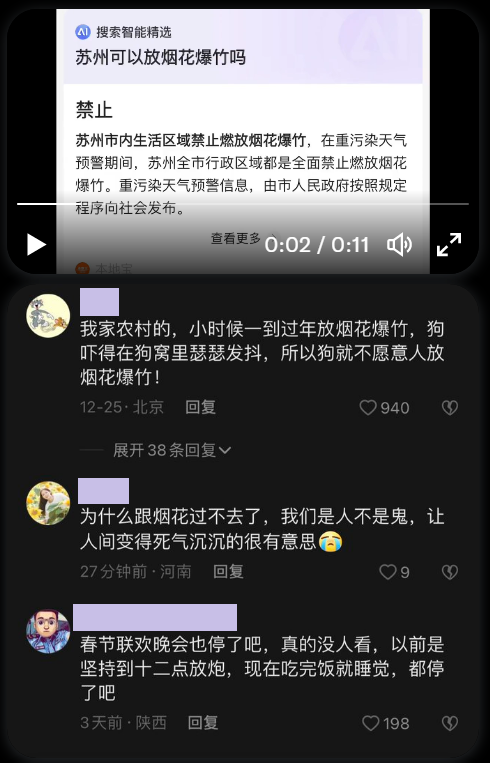 AI 搜索智能精选
苏州可以放烟花爆竹吗
禁止
苏州市内生活区域禁止燃放烟花爆竹，在重污染天气
预警期间，苏州全市行政区域都是全面禁止燃放烟花
爆竹。重污染天气预警信息，由市人民政府按照规定
程序向社会发布。
查看更多
0:02 / 0:11
本地宝
我家农村的，小时候一到过年放烟花爆竹，狗
吓得在狗窝里瑟瑟发抖，所以狗就不愿意人放
烟花爆竹！
12-25·北京 回复 940
展开38条回复
为什么跟烟花过不去了，我们是人不是鬼，让
人间变得死气沉沉的很有意思😭
27分钟前·河南 回复 9
春节联欢晚会也停了吧，真的没人看，以前是
坚持到十二点放炮，现在吃完饭就睡觉，都停
了吧
3天前·陕西 回复 198